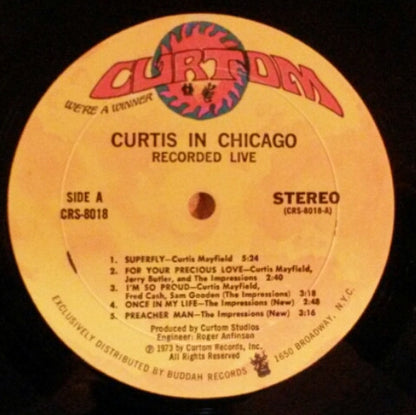 CURTOM
WE'RE A WINNER
CURTIS IN CHICAGO
RECORDED LIVE
SIDE A
CRS-8018
STEREO
(CRS-8018-A)
1. SUPERFLY—Curtis Mayfield 5:24
2. FOR YOUR PRECIOUS LOVE—Curtis Mayfield,
Jerry Butler, and The Impressions 2:40
3. I'M SO PROUD—Curtis Mayfield,
Fred Cash, Sam Gooden (The Impressions) 3:18
4. ONCE IN MY LIFE—The Impressions (New) 2:48
5. PREACHER MAN—The Impressions (New) 3:16
Produced by Curtom Studios
Engineer: Roger Anfinson
℗ 1973 by Curtom Records, Inc.
All Rights Reserved
EXCLUSIVELY DISTRIBUTED BY BUDDAH RECORDS 1650 BROADWAY, N.Y.C.